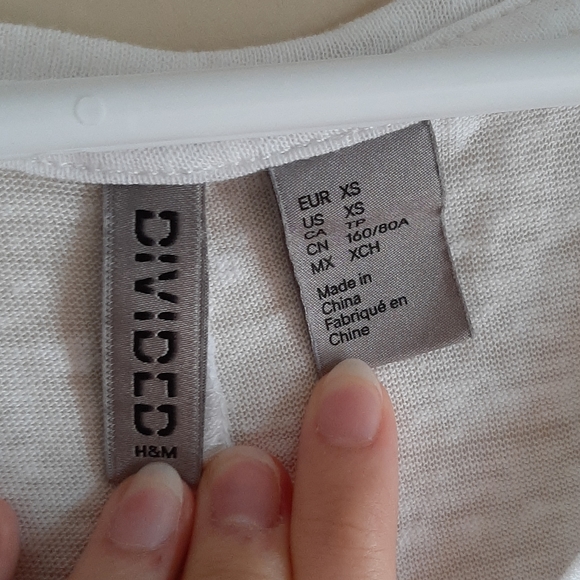 DIVIDED
H&M
EUR XS
US XS
CA TP
CN 160/80A
MX XCH
Made in
China
Fabriqué en
Chine